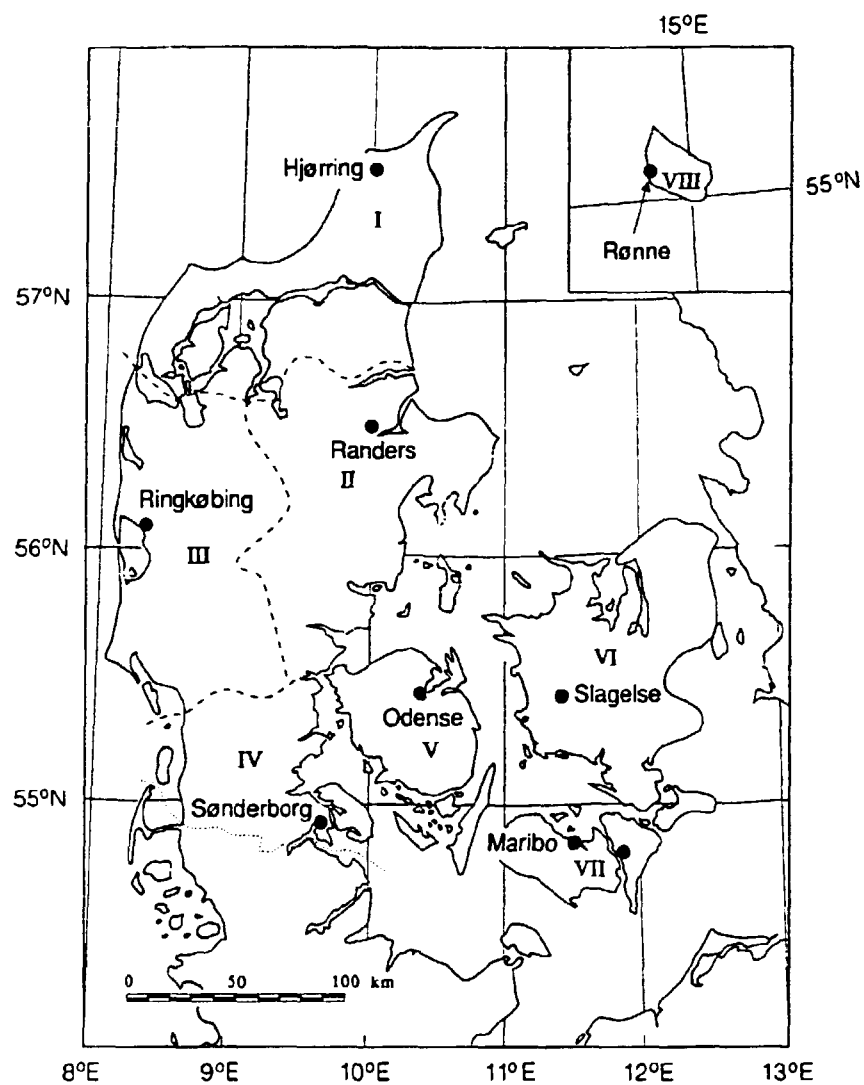 15°E
Hjørring
I
VIII
55°N
Rønne
57°N
Randers
II
Ringkøbing
III
56°N
VI
Slagelse
Odense
V
IV
55°N
Sønderborg
Maribo
VII
0 50 100 km
8°E 9°E 10°E 11°E 12°E 13°E